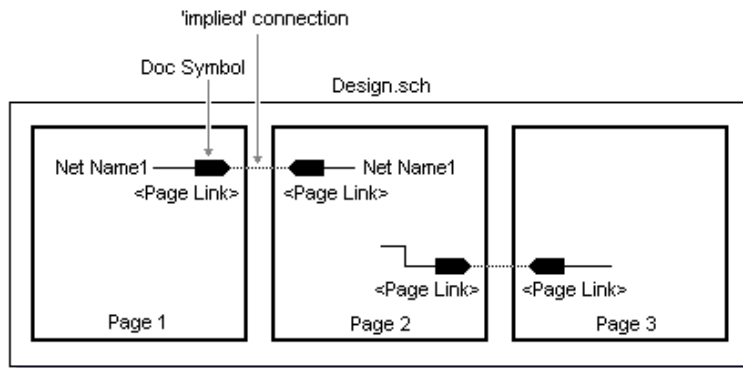 'implied' connection
Doc Symbol
Design.sch
Net Name1
Net Name1
<Page Link>
<Page Link>
<Page Link>
<Page Link>
Page 1
Page 2
Page 3